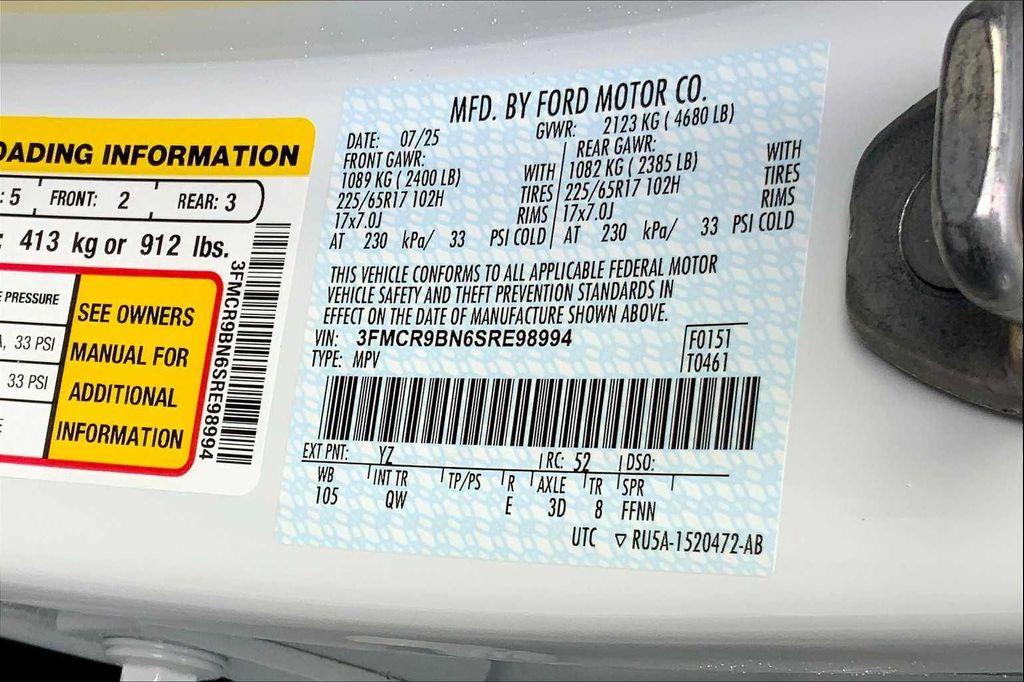 OADING INFORMATION
: 5 FRONT: 2 REAR: 3
: 413 kg or 912 lbs.
PRESSURE
, 33 PSI
33 PSI
SEE OWNERS
MANUAL FOR
ADDITIONAL
INFORMATION
3FMCR9BN6SRE98994
MFD. BY FORD MOTOR CO.
DATE: 07/25 GVWR: 2123 KG ( 4680 LB)
FRONT GAWR: REAR GAWR:
1089 KG ( 2400 LB) WITH 1082 KG ( 2385 LB) WITH
225/65R17 102H TIRES 225/65R17 102H TIRES
17x7.0J RIMS 17x7.0J RIMS
AT 230 kPa/ 33 PSI COLD AT 230 kPa/ 33 PSI COLD
THIS VEHICLE CONFORMS TO ALL APPLICABLE FEDERAL MOTOR
VEHICLE SAFETY AND THEFT PREVENTION STANDARDS IN
EFFECT ON THE DATE OF MANUFACTURE SHOWN ABOVE.
VIN: 3FMCR9BN6SRE98994 F0151
TYPE: MPV T0461
EXT PNT: YZ RC: 52 DSO:
WB INT TR TP/PS R AXLE TR SPR
105 QW E 3D 8 FFNN
UTC ▽ RU5A-1520472-AB